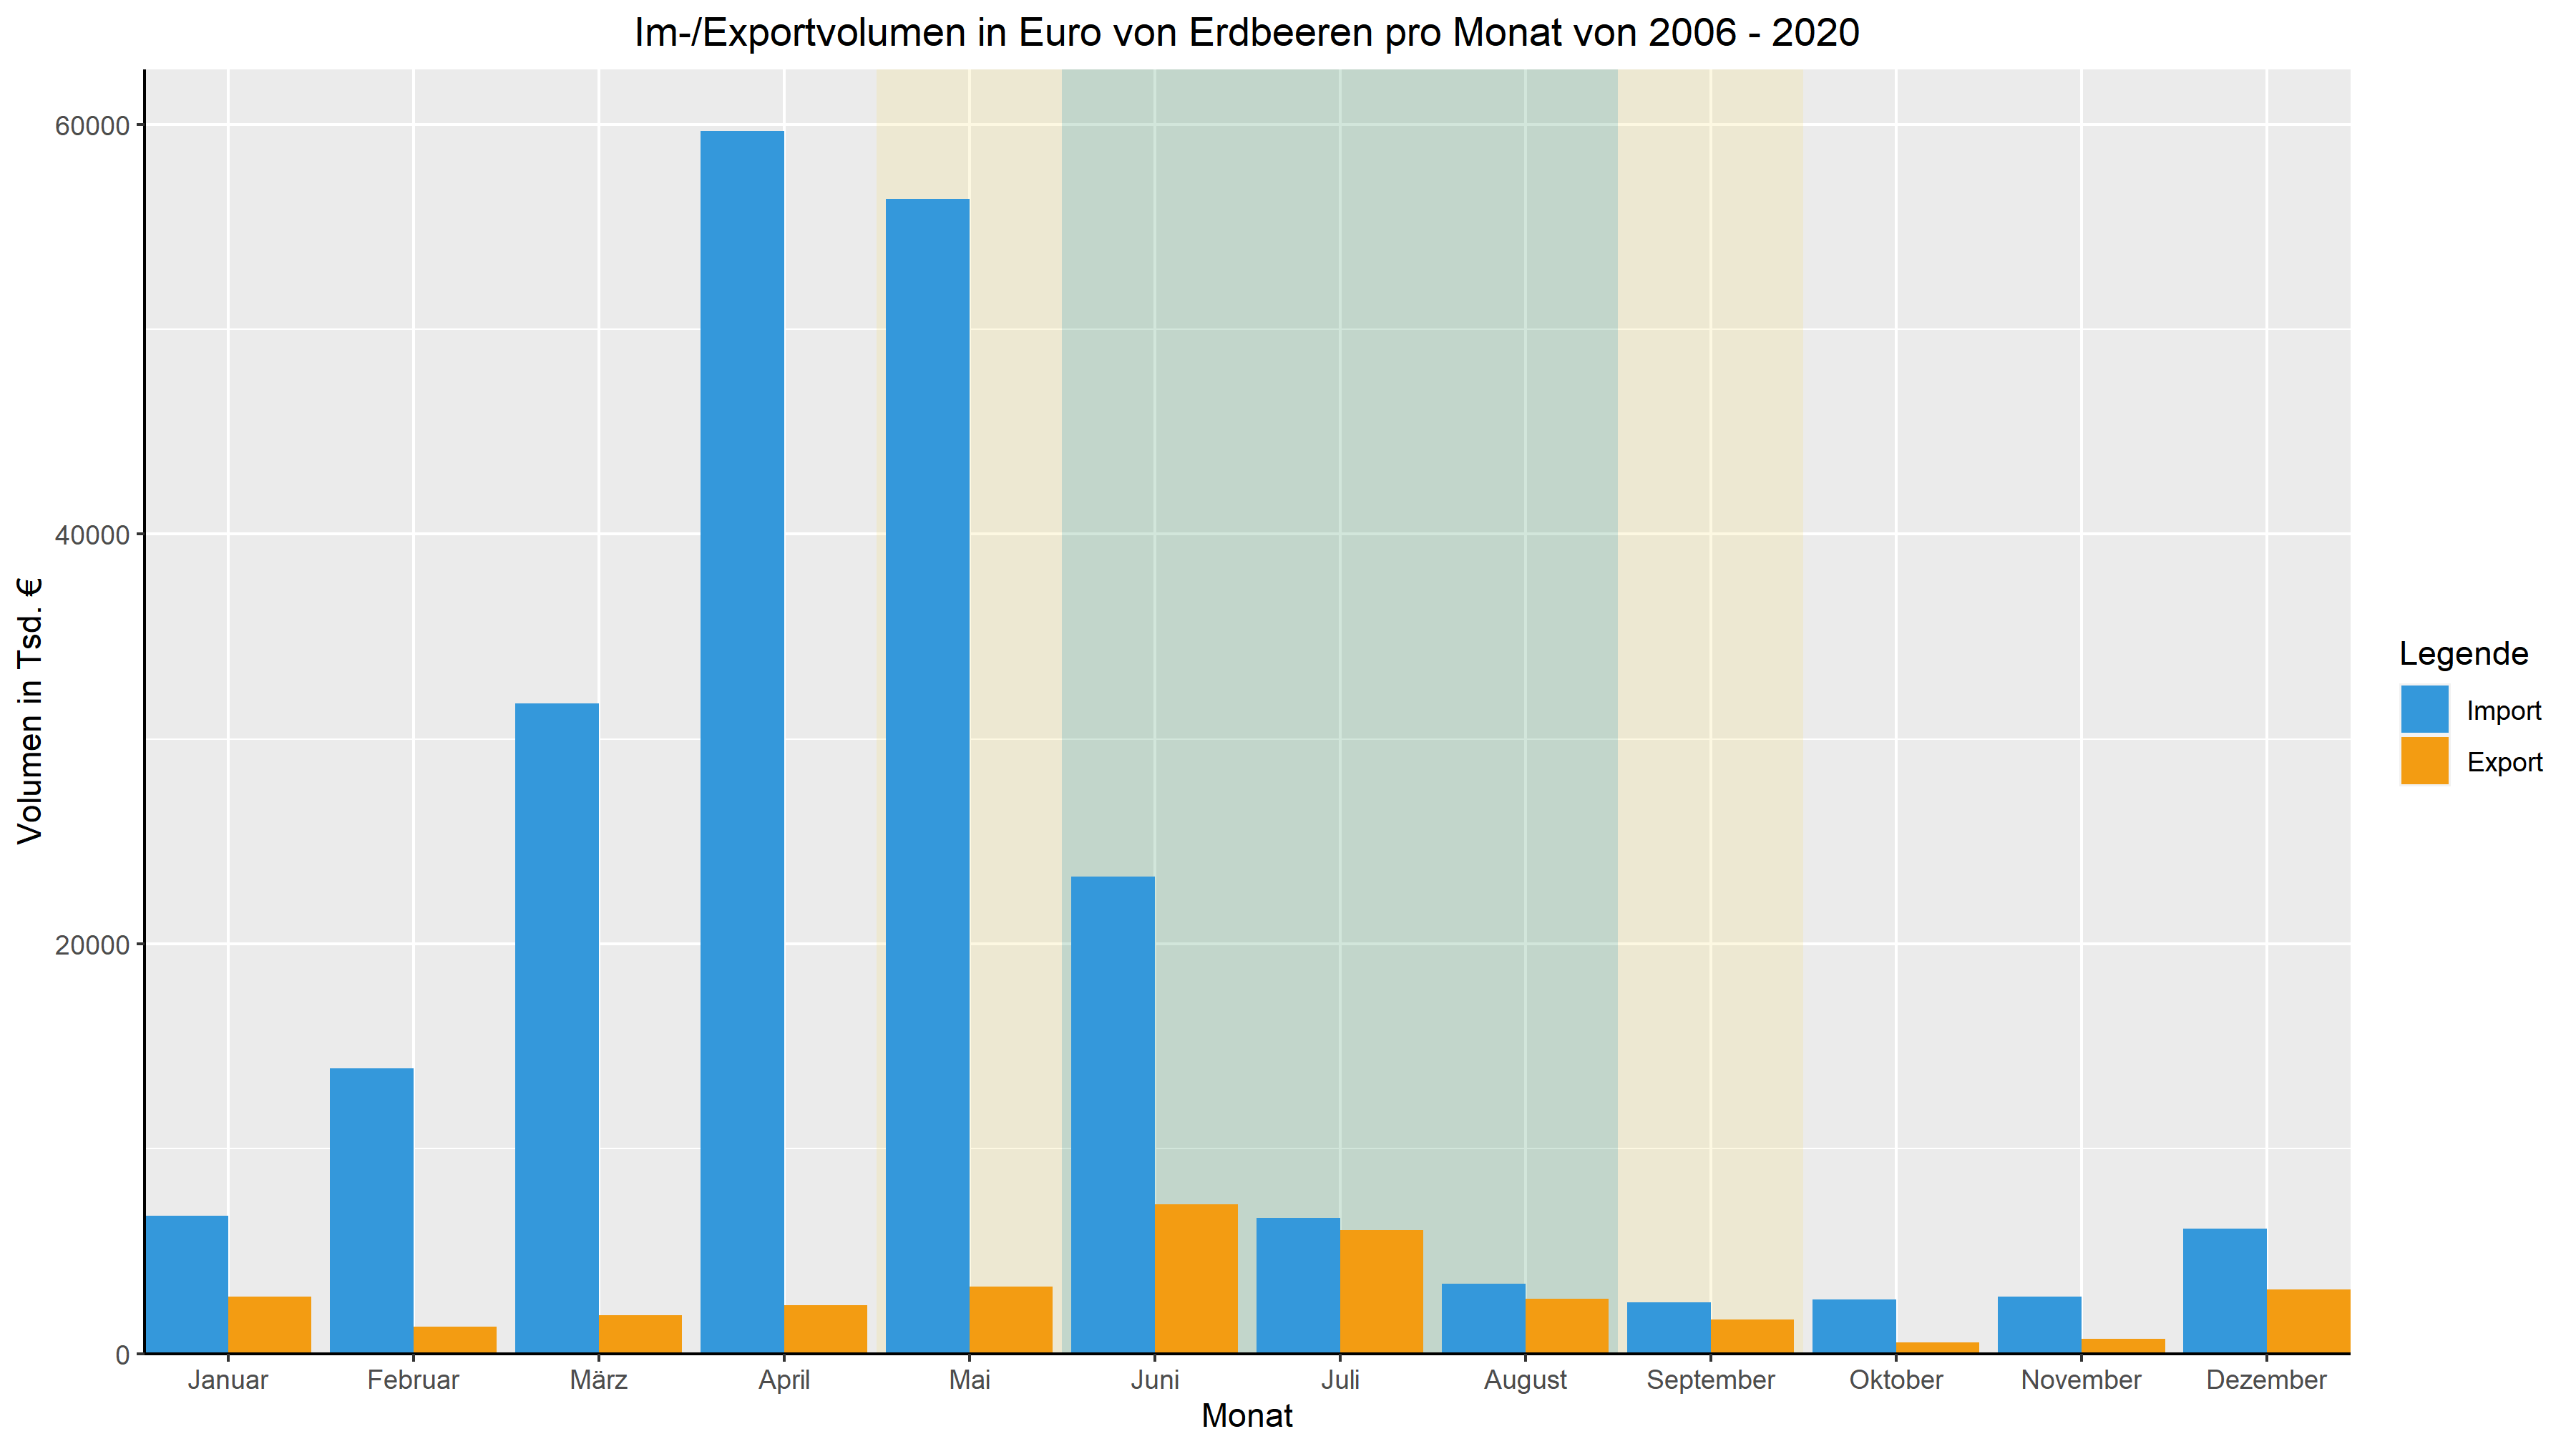 Im-/Exportvolumen in Euro von Erdbeeren pro Monat von 2006 - 2020
Volumen in Tsd. €
60000
40000
20000
0
Januar Februar März April Mai Juni Juli August September Oktober November Dezember
Monat
Legende
Import
Export